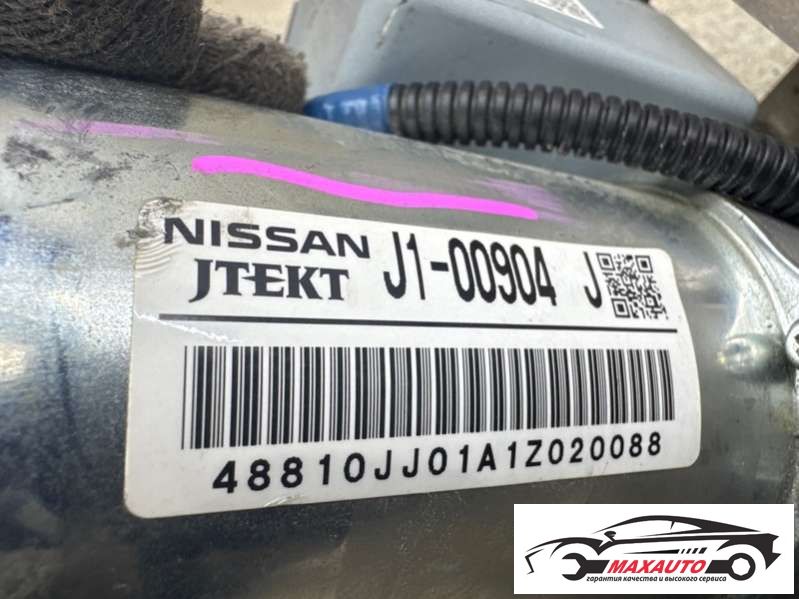 NISSAN
JTEKT
J1-00904 J
48810JJ01A1Z020088
MAXAUTO
гарантия качества и высокого сервиса